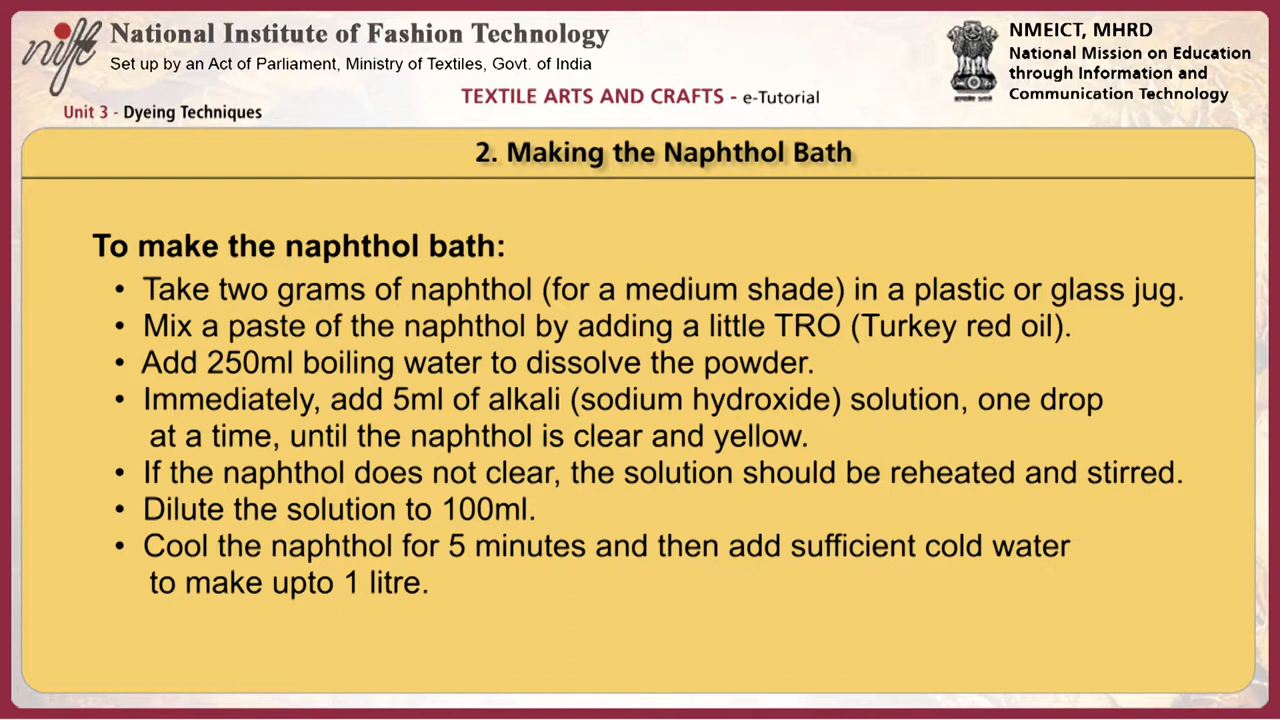 nift
National Institute of Fashion Technology
Set up by an Act of Parliament, Ministry of Textiles, Govt. of India
NMEICT, MHRD
National Mission on Education
through Information and
Communication Technology
TEXTILE ARTS AND CRAFTS - e-Tutorial
Unit 3 - Dyeing Techniques
2. Making the Naphthol Bath
To make the naphthol bath:
• Take two grams of naphthol (for a medium shade) in a plastic or glass jug.
• Mix a paste of the naphthol by adding a little TRO (Turkey red oil).
• Add 250ml boiling water to dissolve the powder.
• Immediately, add 5ml of alkali (sodium hydroxide) solution, one drop
at a time, until the naphthol is clear and yellow.
• If the naphthol does not clear, the solution should be reheated and stirred.
• Dilute the solution to 100ml.
• Cool the naphthol for 5 minutes and then add sufficient cold water
to make upto 1 litre.